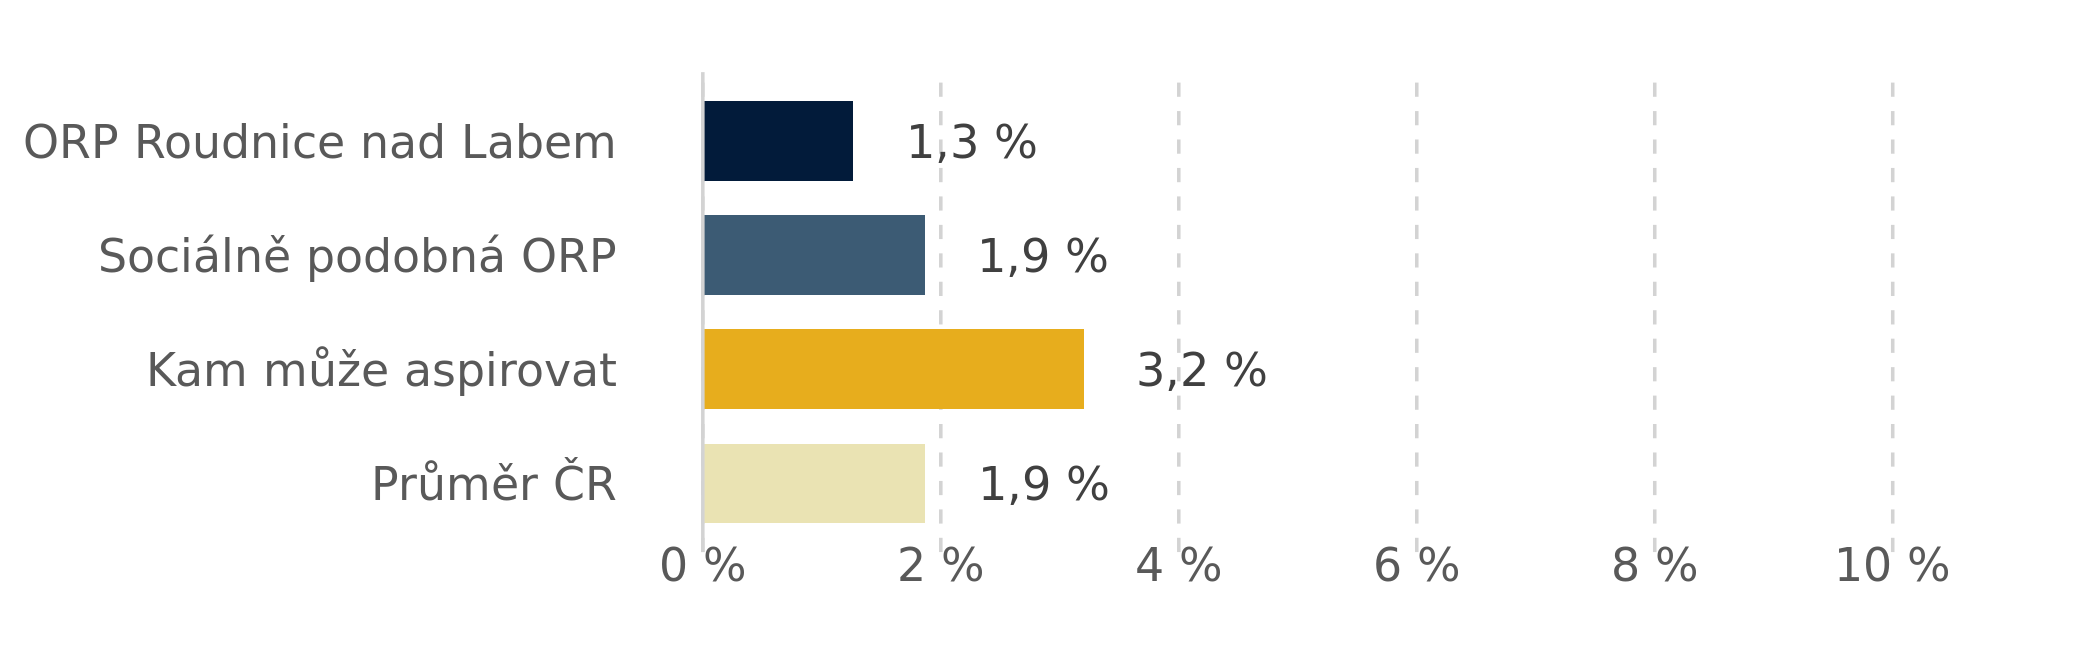 ORP Roudnice nad Labem 1,3 %
Sociálně podobná ORP 1,9 %
Kam může aspirovat 3,2 %
Průměr ČR 1,9 %
0 % 2 % 4 % 6 % 8 % 10 %